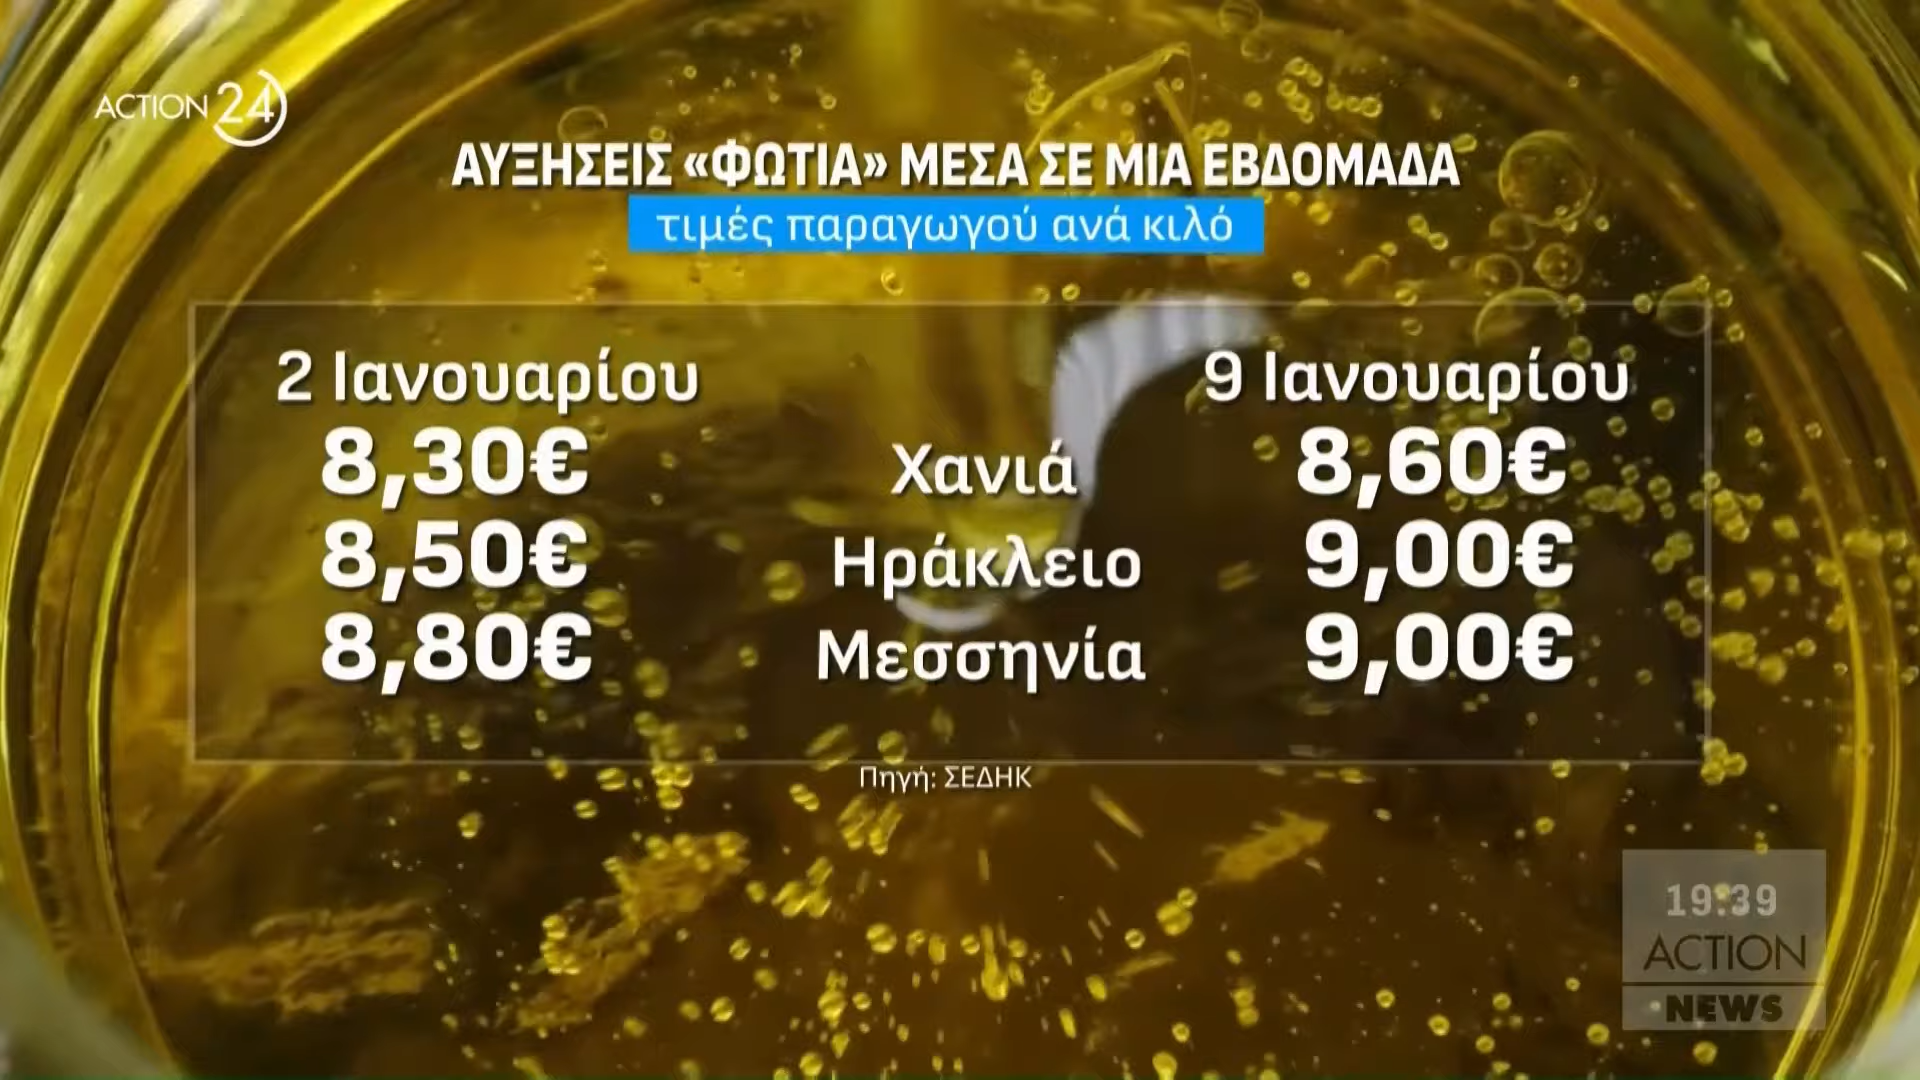 ACTION 24
ΑΥΞΗΣΕΙΣ «ΦΩΤΙΑ» ΜΕΣΑ ΣΕ ΜΙΑ ΕΒΔΟΜΑΔΑ
τιμές παραγωγού ανά κιλό
2 Ιανουαρίου 9 Ιανουαρίου
8,30€ Χανιά 8,60€
8,50€ Ηράκλειο 9,00€
8,80€ Μεσσηνία 9,00€
Πηγή: ΣΕΔΗΚ
19:39
ACTION
NEWS